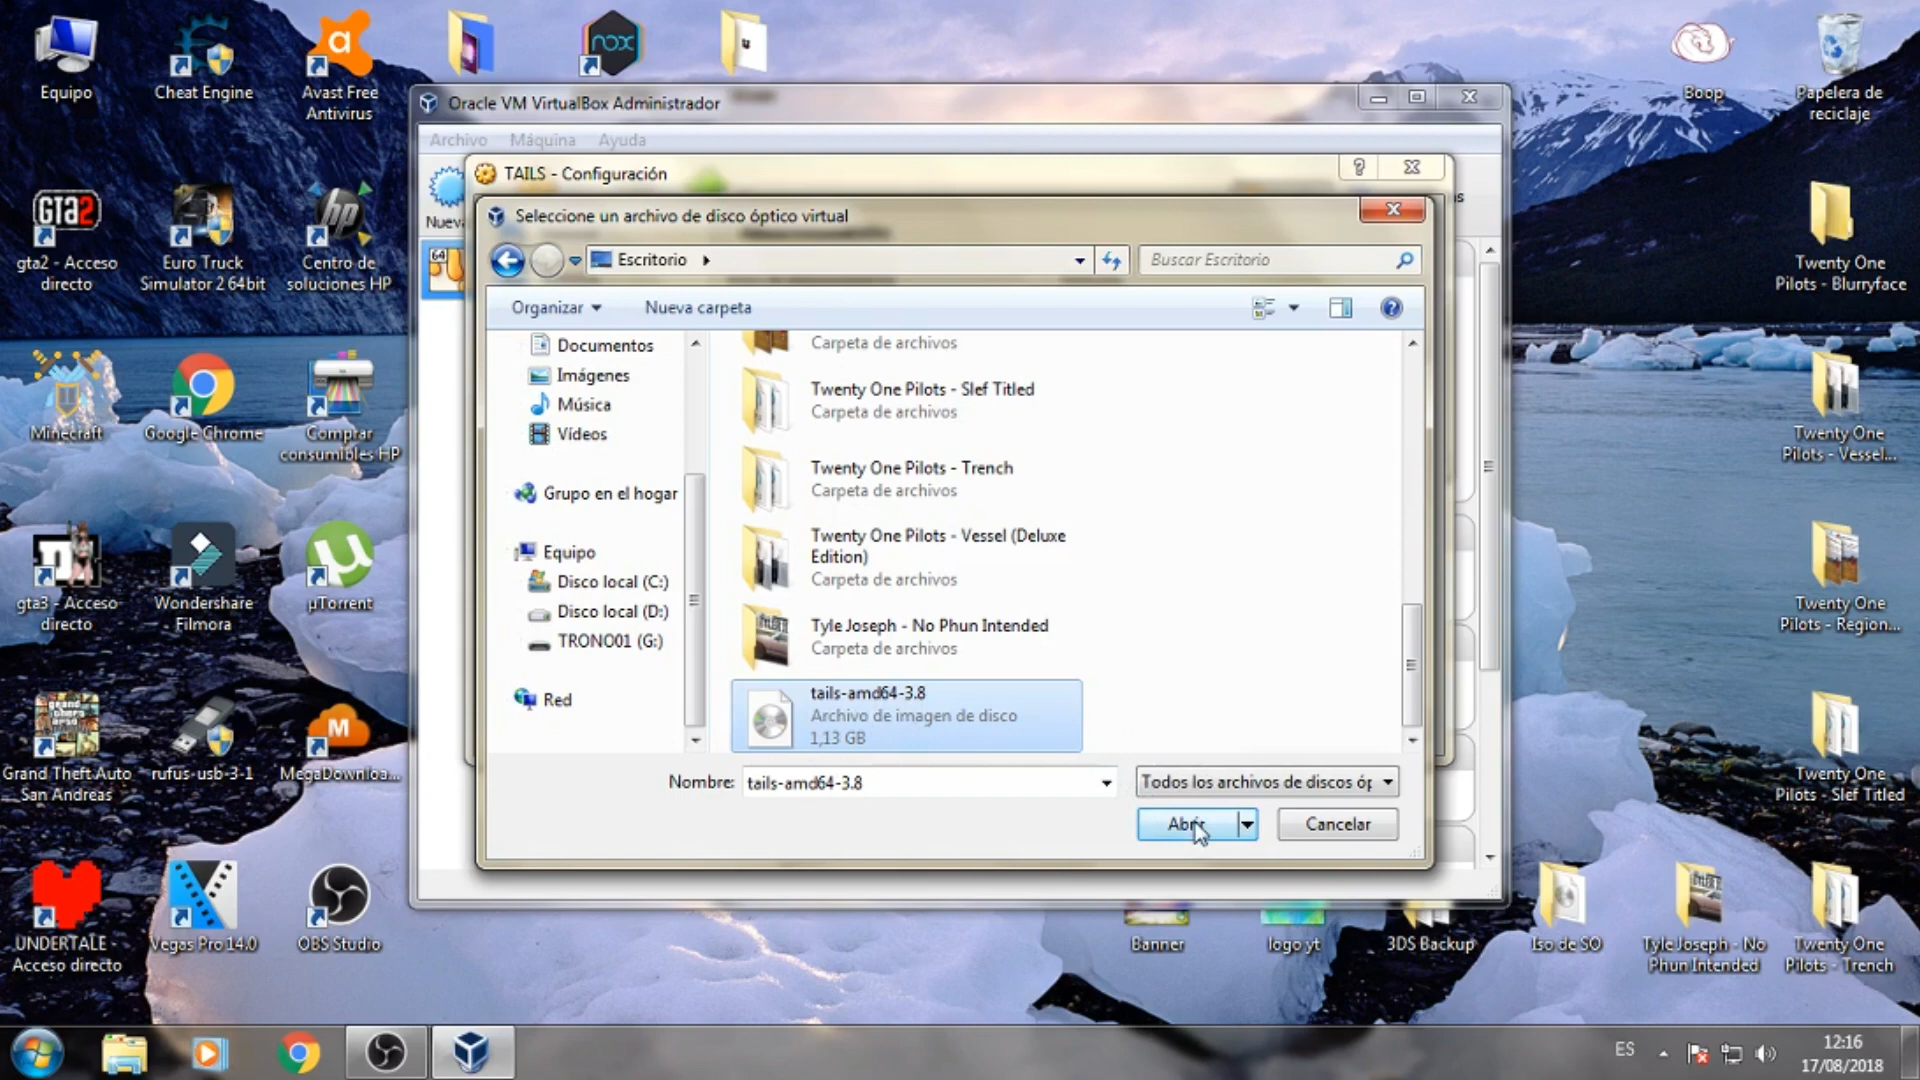 Equipo
Cheat Engine
Avast Free
Antivirus
nox
u
Boop
Papelera de
reciclaje
Oracle VM VirtualBox Administrador
Archivo Máquina Ayuda
TAILS - Configuración
Nueva
64
Seleccione un archivo de disco óptico virtual
Escritorio
Buscar Escritorio
Organizar
Nueva carpeta
Documentos
Imágenes
Música
Vídeos
Grupo en el hogar
Equipo
Disco local (C:)
Disco local (D:)
TRONO01 (G:)
Red
Carpeta de archivos
Twenty One Pilots - Slef Titled
Carpeta de archivos
Twenty One Pilots - Trench
Carpeta de archivos
Twenty One Pilots - Vessel (Deluxe
Edition)
Carpeta de archivos
Tyle Joseph - No Phun Intended
Carpeta de archivos
tails-amd64-3.8
Archivo de imagen de disco
1,13 GB
Nombre:
tails-amd64-3.8
Todos los archivos de discos óp
Abrir
Cancelar
GTA2
gta2 - Acceso
directo
Euro Truck
Simulator 2 64bit
hp
Centro de
soluciones HP
Minecraft
Google Chrome
Comprar
consumibles HP
gta3 - Acceso
directo
Wondershare
Filmora
µTorrent
Grand Theft Auto
San Andreas
rufus-usb-3-1
M
MegaDownloa...
UNDERTALE -
Acceso directo
Vegas Pro 14.0
OBS Studio
Twenty One
Pilots - Blurryface
Twenty One
Pilots - Vessel...
Twenty One
Pilots - Region...
Twenty One
Pilots - Slef Titled
Banner
logo yt
3DS Backup
Iso de SO
Tyle Joseph - No
Phun Intended
Twenty One
Pilots - Trench
ES
12:16
17/08/2018